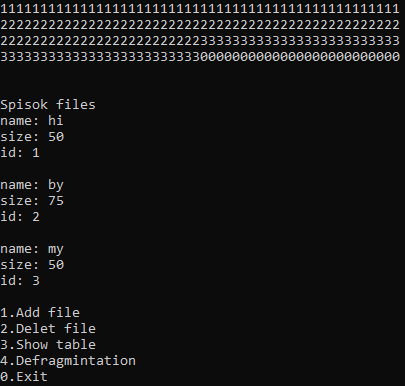 11111111111111111111111111111111111111111111111111
22222222222222222222222222222222222222222222222222
22222222222222222222222223333333333333333333333333
33333333333333333333333330000000000000000000000000
Spisok files
name: hi
size: 50
id: 1
name: by
size: 75
id: 2
name: my
size: 50
id: 3
1.Add file
2.Delet file
3.Show table
4.Defragmintation
0.Exit